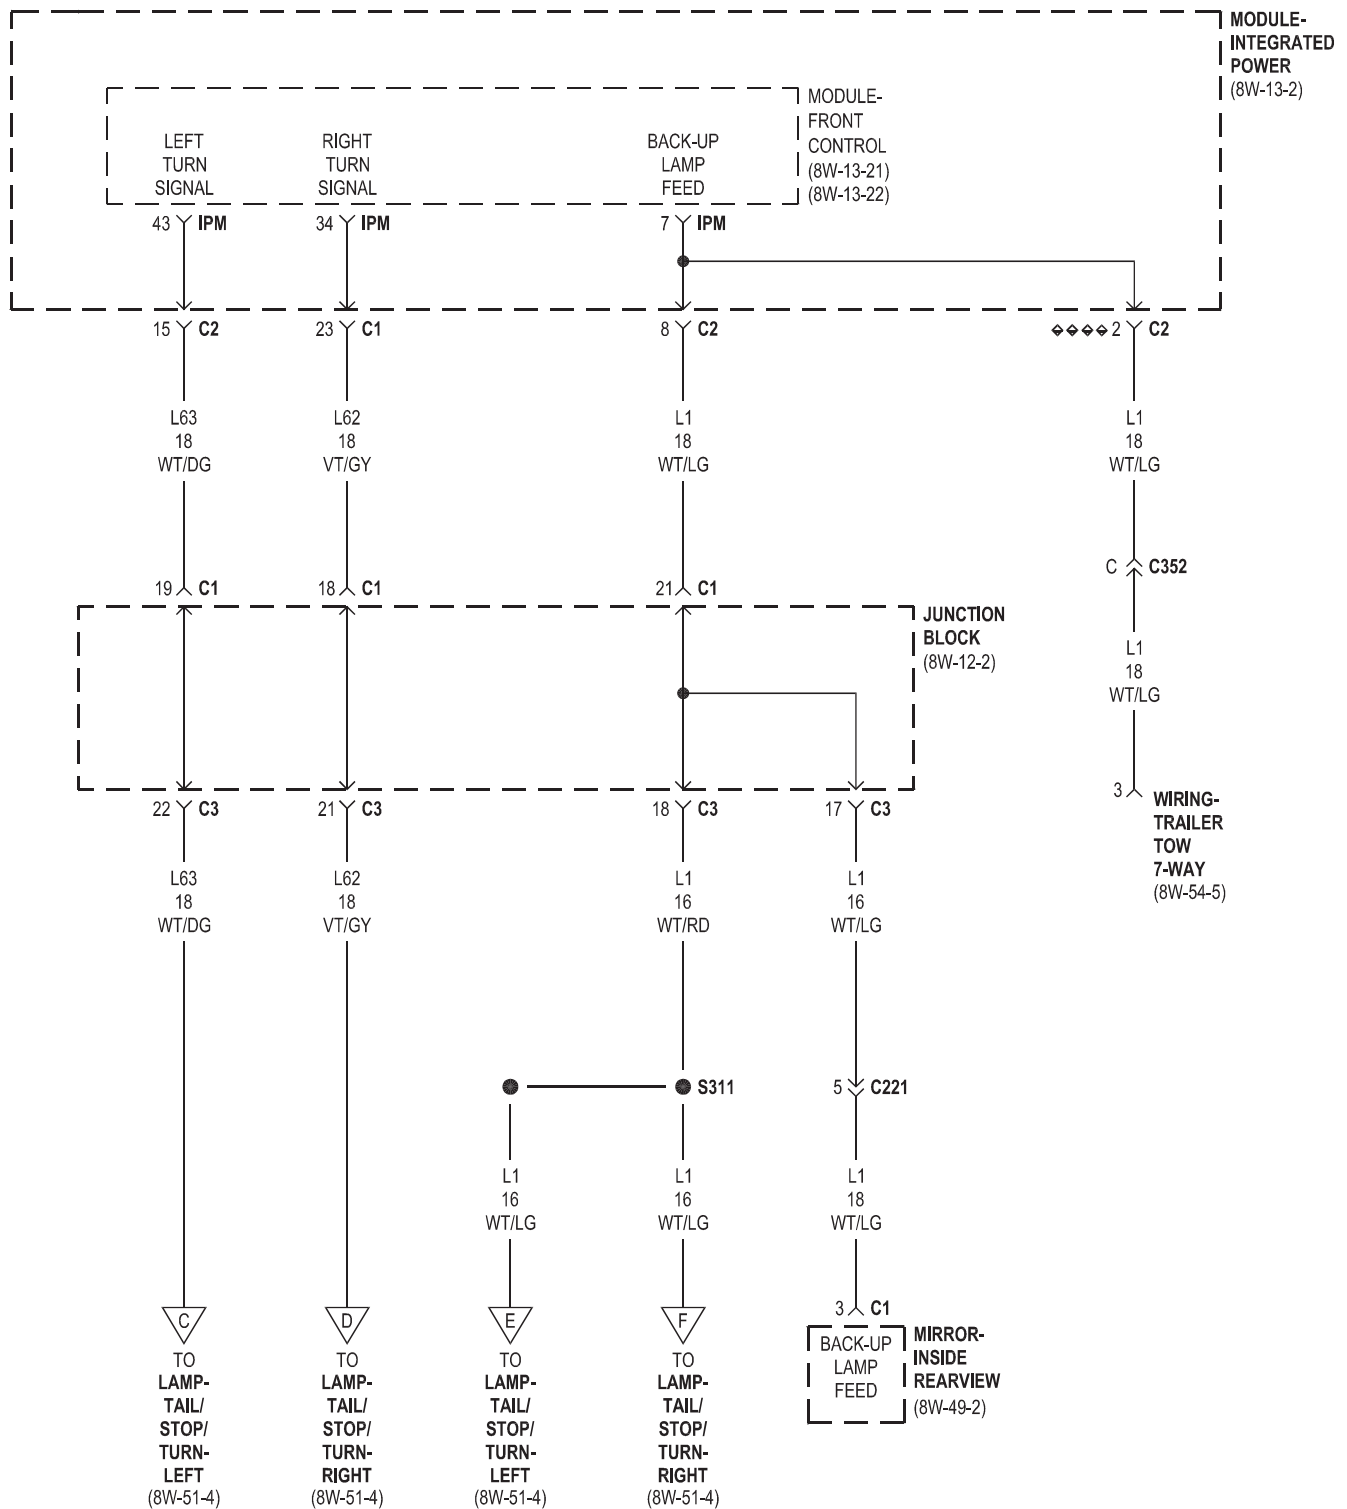 MODULE-
INTEGRATED
POWER
(8W-13-2)
MODULE-
FRONT
CONTROL
(8W-13-21)
(8W-13-22)
LEFT
TURN
SIGNAL
RIGHT
TURN
SIGNAL
BACK-UP
LAMP
FEED
43 IPM
34 IPM
7 IPM
15 C2
23 C1
8 C2
2 C2
L63
18
WT/DG
L62
18
VT/GY
L1
18
WT/LG
L1
18
WT/LG
C C352
19 C1
18 C1
21 C1
JUNCTION
BLOCK
(8W-12-2)
L1
18
WT/LG
22 C3
21 C3
18 C3
17 C3
3
WIRING-
TRAILER
TOW
7-WAY
(8W-54-5)
L63
18
WT/DG
L62
18
VT/GY
L1
16
WT/RD
L1
16
WT/LG
S311
5 C221
L1
16
WT/LG
L1
16
WT/LG
L1
18
WT/LG
C
TO
LAMP-
TAIL/
STOP/
TURN-
LEFT
(8W-51-4)
D
TO
LAMP-
TAIL/
STOP/
TURN-
RIGHT
(8W-51-4)
E
TO
LAMP-
TAIL/
STOP/
TURN-
LEFT
(8W-51-4)
F
TO
LAMP-
TAIL/
STOP/
TURN-
RIGHT
(8W-51-4)
3 C1
BACK-UP
LAMP
FEED
MIRROR-
INSIDE
REARVIEW
(8W-49-2)